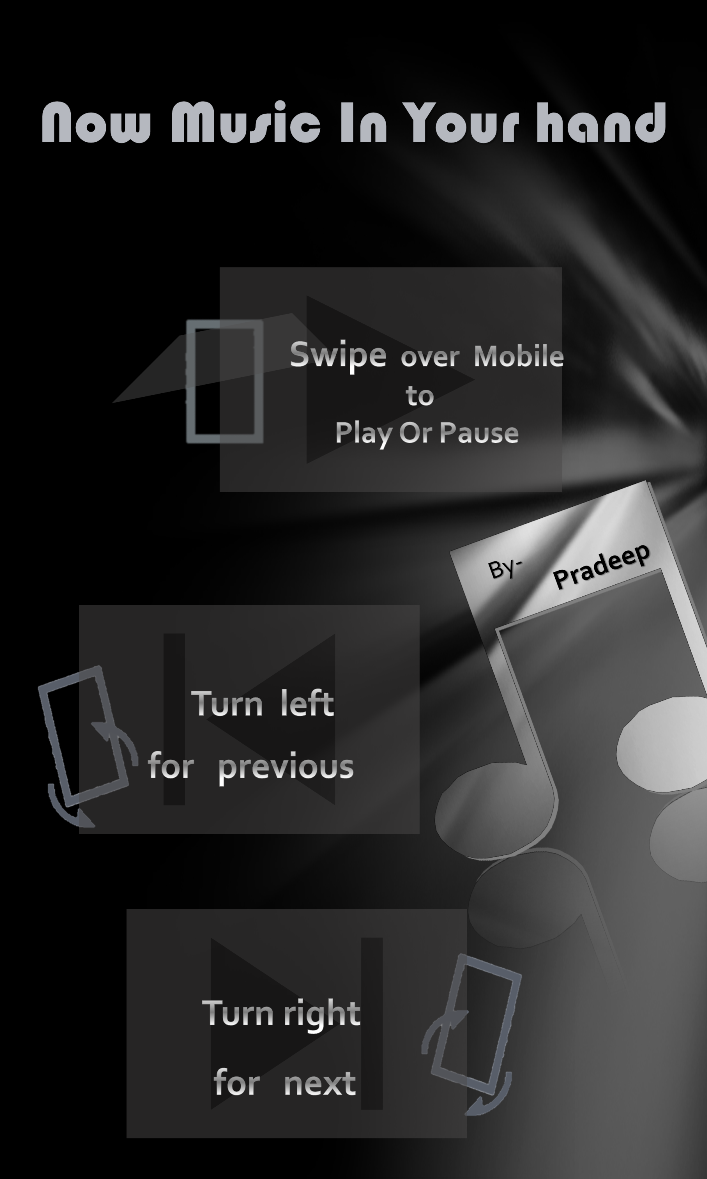 Now Music In Your hand
Swipe over Mobile
to
Play Or Pause
By- Pradeep
Turn left
for previous
Turn right
for next